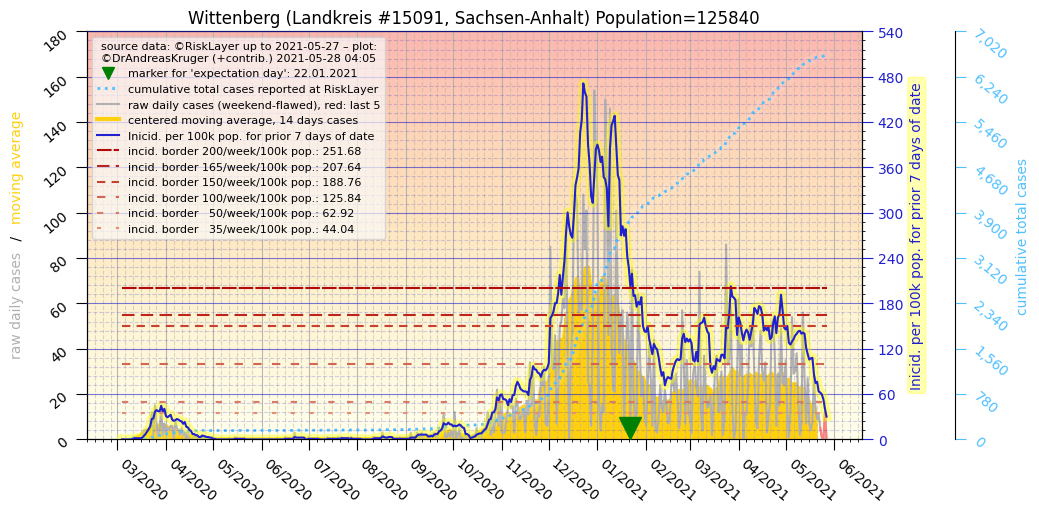 Wittenberg (Landkreis #15091, Sachsen-Anhalt) Population=125840
source data: ©RiskLayer up to 2021-05-27 – plot:
©DrAndreasKruger (+contrib.) 2021-05-28 04:05
marker for 'expectation day': 22.01.2021
cumulative total cases reported at RiskLayer
raw daily cases (weekend-flawed), red: last 5
centered moving average, 14 days cases
Inicid. per 100k pop. for prior 7 days of date
incid. border 200/week/100k pop.: 251.68
incid. border 165/week/100k pop.: 207.64
incid. border 150/week/100k pop.: 188.76
incid. border 100/week/100k pop.: 125.84
incid. border   50/week/100k pop.: 62.92
incid. border   35/week/100k pop.: 44.04
raw daily cases / moving average
180
160
140
120
100
80
60
40
20
0
03/2020
04/2020
05/2020
06/2020
07/2020
08/2020
09/2020
10/2020
11/2020
12/2020
01/2021
02/2021
03/2021
04/2021
05/2021
06/2021
540
480
420
360
300
240
180
120
60
0
Inicid. per 100k pop. for prior 7 days of date
7,020
6,240
5,460
4,680
3,900
3,120
2,340
1,560
780
0
cumulative total cases